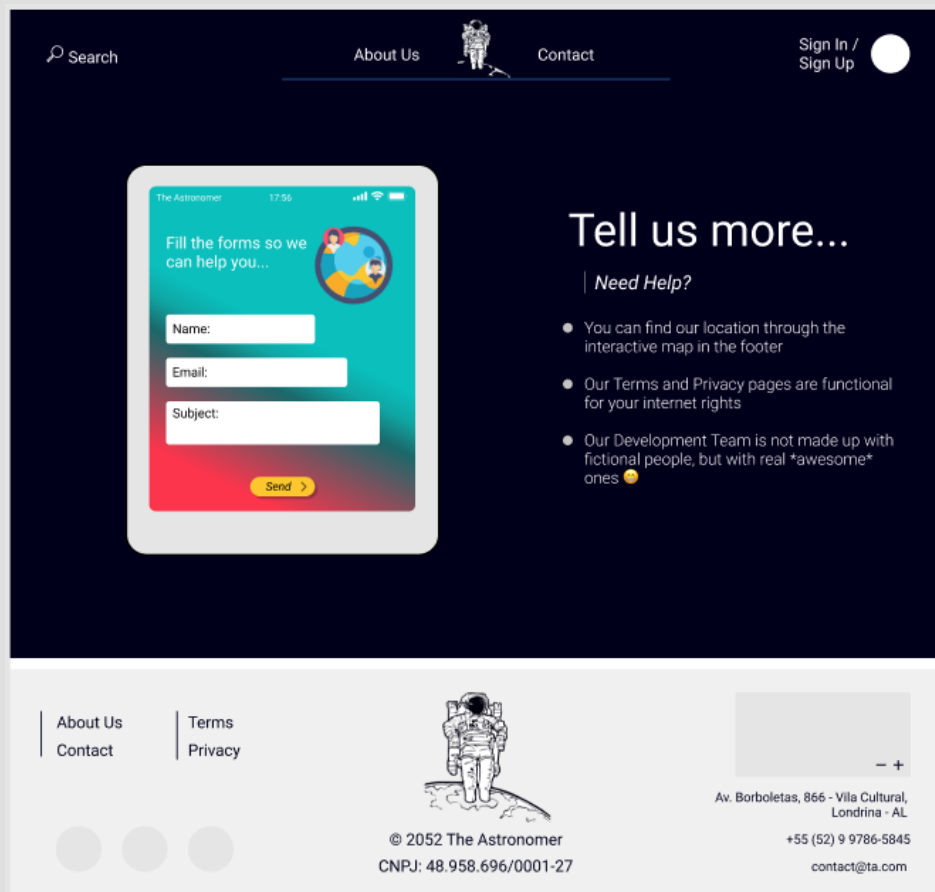 Search
About Us
Contact
Sign In /
Sign Up
The Astronomer
17:56
Fill the forms so we
can help you...
Name:
Email:
Subject:
Send
Tell us more...
Need Help?
You can find our location through the
interactive map in the footer
Our Terms and Privacy pages are functional
for your internet rights
Our Development Team is not made up with
fictional people, but with real *awesome*
ones 😁
About Us
Contact
Terms
Privacy
© 2052 The Astronomer
CNPJ: 48.958.696/0001-27
− +
Av. Borboletas, 866 - Vila Cultural,
Londrina - AL
+55 (52) 9 9786-5845
contact@ta.com